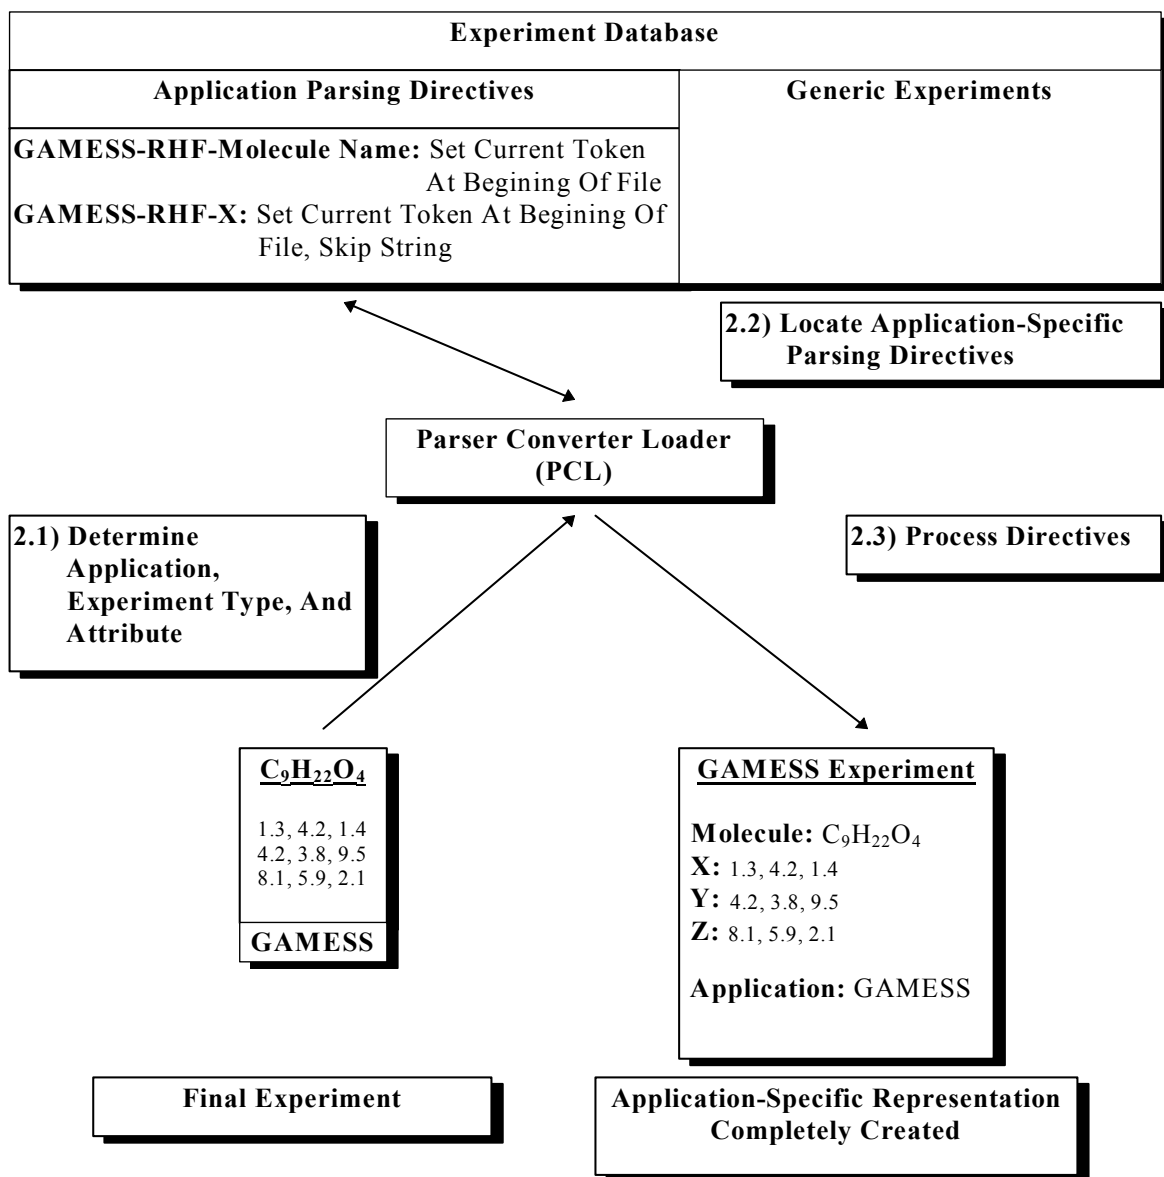 Experiment Database
Application Parsing Directives
Generic Experiments
GAMESS-RHF-Molecule Name: Set Current Token
At Begining Of File
GAMESS-RHF-X: Set Current Token At Begining Of
File, Skip String
2.2) Locate Application-Specific
Parsing Directives
Parser Converter Loader
(PCL)
2.1) Determine
Application,
Experiment Type, And
Attribute
2.3) Process Directives
C₉H₂₂O₄
1.3, 4.2, 1.4
4.2, 3.8, 9.5
8.1, 5.9, 2.1
GAMESS
GAMESS Experiment
Molecule: C₉H₂₂O₄
X: 1.3, 4.2, 1.4
Y: 4.2, 3.8, 9.5
Z: 8.1, 5.9, 2.1
Application: GAMESS
Final Experiment
Application-Specific Representation
Completely Created